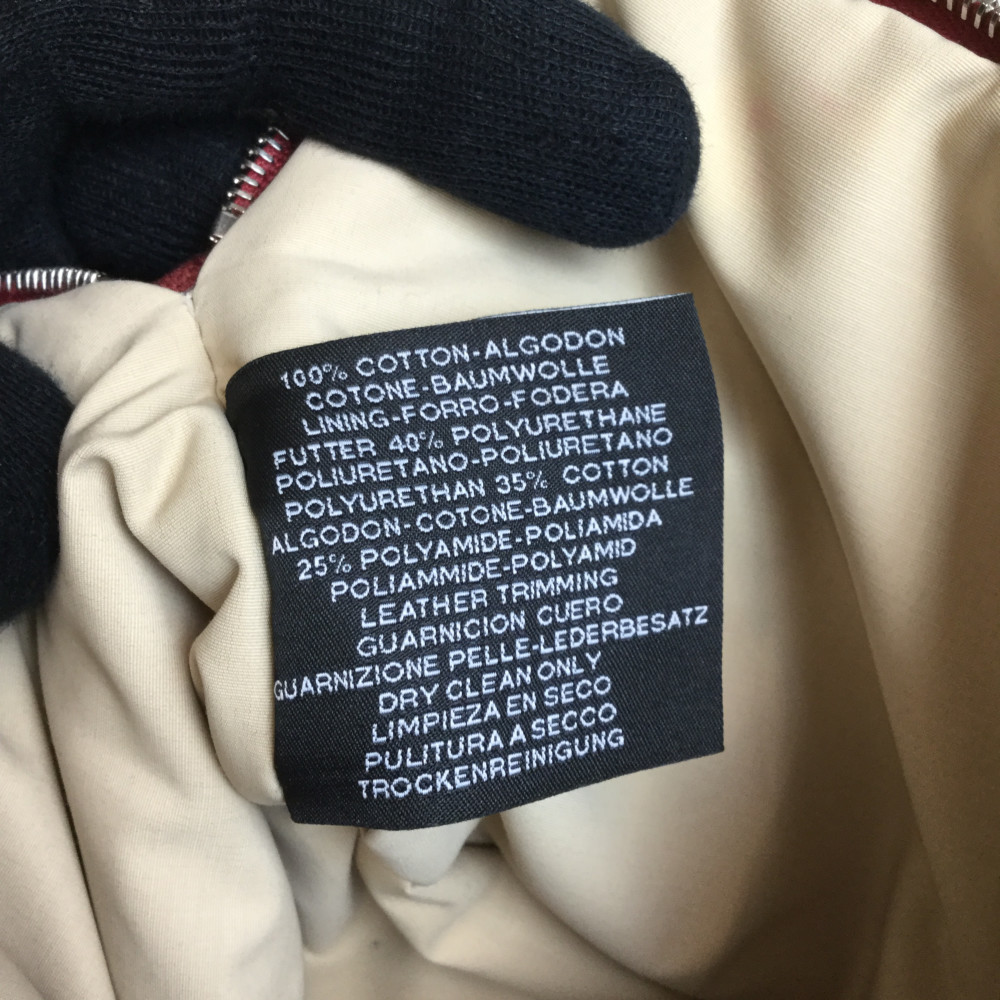 100% COTTON-ALGODON
COTONE-BAUMWOLLE
LINING-FORRO-FODERA
FUTTER 40% POLYURETHANE
POLIURETANO-POLIURETANO
POLYURETHAN 35% COTTON
ALGODON-COTONE-BAUMWOLLE
25% POLYAMIDE-POLIAMIDA
POLIAMMIDE-POLYAMID
LEATHER TRIMMING
GUARNICION CUERO
GUARNIZIONE PELLE-LEDERBESATZ
DRY CLEAN ONLY
LIMPIEZA EN SECO
PULITURA A SECCO
TROCKENREINIGUNG